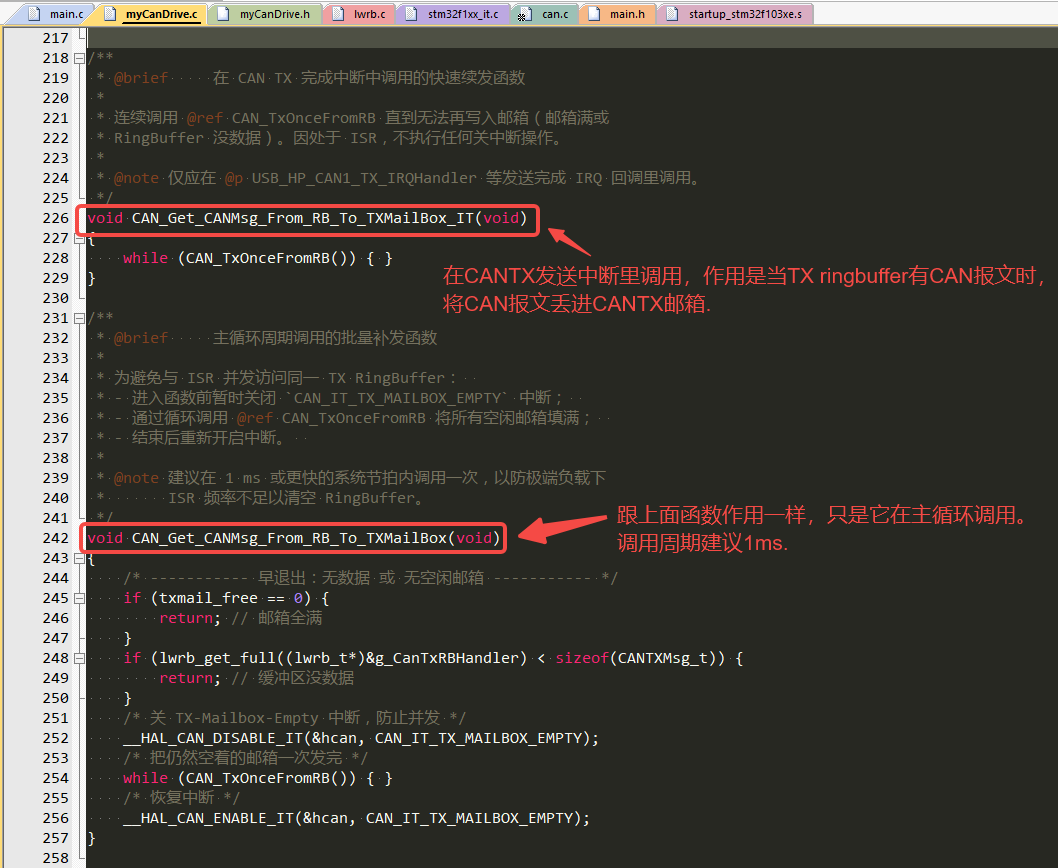 main.c myCanDrive.c myCanDrive.h lwrb.c stm32f1xx_it.c can.c main.h startup_stm32f103xe.s
217
218 /**
219 * @brief 在 CAN TX 完成中断中调用的快速续发函数
220 *
221 * 连续调用 @ref CAN_TxOnceFromRB 直到无法再写入邮箱（邮箱满或
222 * RingBuffer 没数据）。因处于 ISR，不执行任何关中断操作。
223 *
224 * @note 仅应在 @p USB_HP_CAN1_TX_IRQHandler 等发送完成 IRQ 回调里调用。
225 */
226 void CAN_Get_CANMsg_From_RB_To_TXMailBox_IT(void)
227 {
228 while (CAN_TxOnceFromRB()) { }
229 }
在CANTX发送中断里调用，作用是当TX ringbuffer有CAN报文时，
将CAN报文丢进CANTX邮箱.
230
231 /**
232 * @brief 主循环周期调用的批量补发函数
233 *
234 * 为避免与 ISR 并发访问同一 TX RingBuffer：
235 * - 进入函数前暂时关闭 `CAN_IT_TX_MAILBOX_EMPTY` 中断；
236 * - 通过循环调用 @ref CAN_TxOnceFromRB 将所有空闲邮箱填满；
237 * - 结束后重新开启中断。
238 *
239 * @note 建议在 1 ms 或更快的系统节拍内调用一次，以防极端负载下
240 * ISR 频率不足以清空 RingBuffer。
241 */
242 void CAN_Get_CANMsg_From_RB_To_TXMailBox(void)
跟上面函数作用一样，只是它在主循环调用。
调用周期建议1ms.
243 {
244 /* ----------- 早退出：无数据 或 无空闲邮箱 ----------- */
245 if (txmail_free == 0) {
246 return; // 邮箱全满
247 }
248 if (lwrb_get_full((lwrb_t*)&g_CanTxRBHandler) < sizeof(CANTXMsg_t)) {
249 return; // 缓冲区没数据
250 }
251 /* 关 TX-Mailbox-Empty 中断，防止并发 */
252 __HAL_CAN_DISABLE_IT(&hcan, CAN_IT_TX_MAILBOX_EMPTY);
253 /* 把仍然空着的邮箱一次发完 */
254 while (CAN_TxOnceFromRB()) { }
255 /* 恢复中断 */
256 __HAL_CAN_ENABLE_IT(&hcan, CAN_IT_TX_MAILBOX_EMPTY);
257 }
258